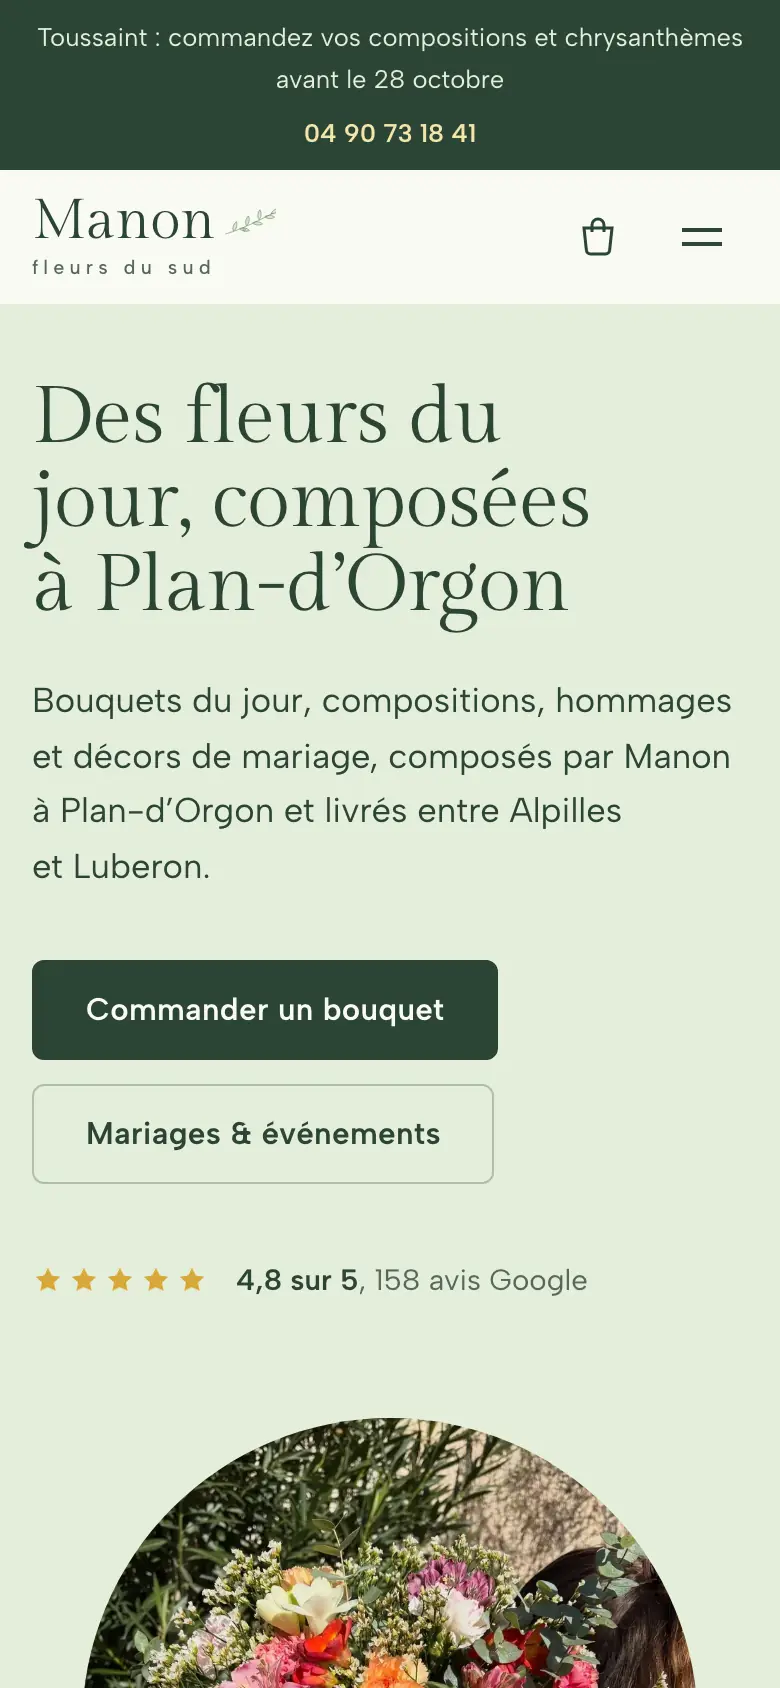 Toussaint : commandez vos compositions et chrysanthèmes
avant le 28 octobre
04 90 73 18 41
Manon
fleurs du sud
Des fleurs du
jour, composées
à Plan-d’Orgon
Bouquets du jour, compositions, hommages
et décors de mariage, composés par Manon
à Plan-d’Orgon et livrés entre Alpilles
et Luberon.
Commander un bouquet
Mariages & événements
4,8 sur 5, 158 avis Google